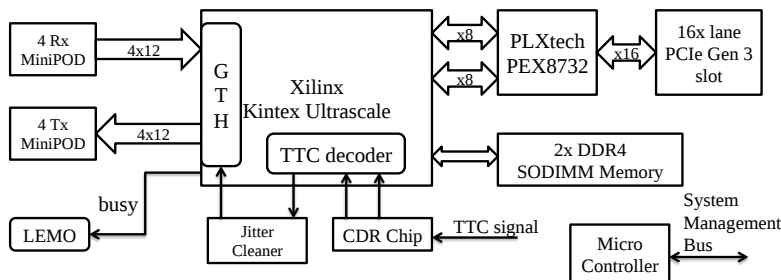 4 Rx
MiniPOD
4x12
G
T
H
Xilinx
Kintex Ultrascale
x8
x8
PLXtech
PEX8732
x16
16x lane
PCIe Gen 3
slot
4 Tx
MiniPOD
4x12
TTC decoder
2x DDR4
SODIMM Memory
busy
LEMO
Jitter
Cleaner
CDR Chip
TTC signal
Micro
Controller
System
Management
Bus